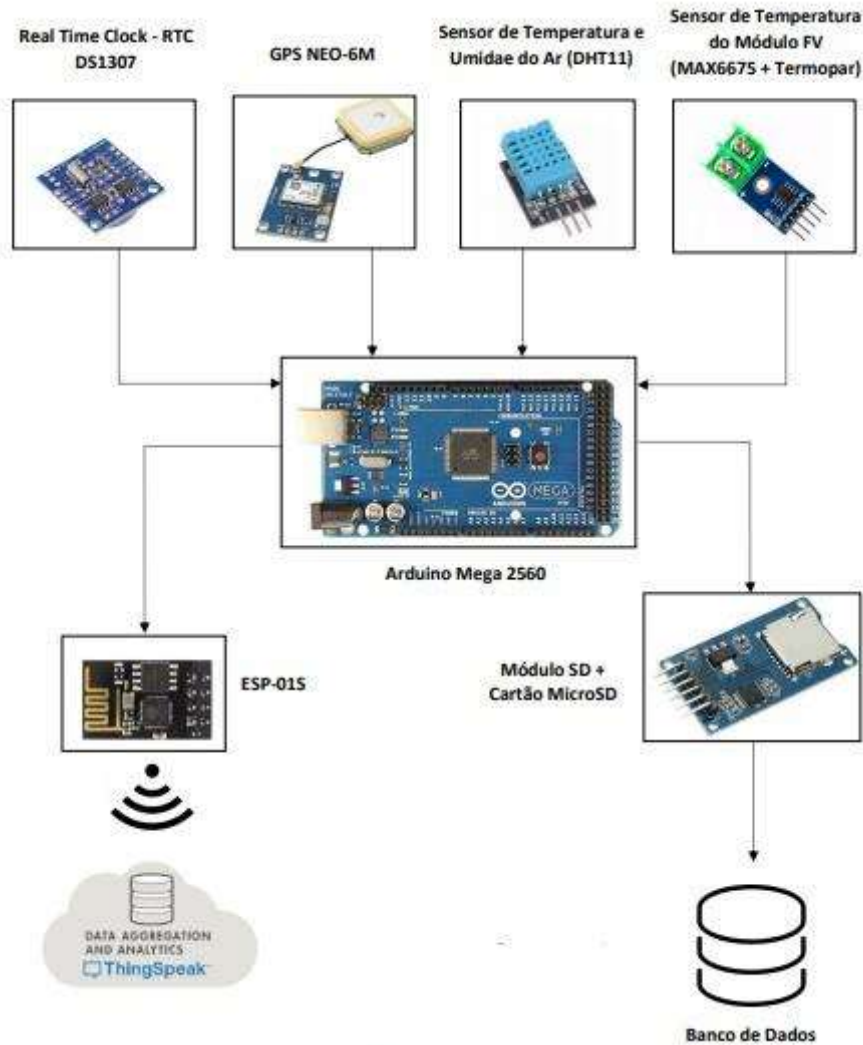 Real Time Clock - RTC
DS1307
GPS NEO-6M
Sensor de Temperatura e
Umidae do Ar (DHT11)
Sensor de Temperatura
do Módulo FV
(MAX6675 + Termopar)
MEGA
ARDUINO
Arduino Mega 2560
ESP-01S
Módulo SD +
Cartão MicroSD
DATA AGGREGATION
AND ANALYTICS
ThingSpeak
Banco de Dados